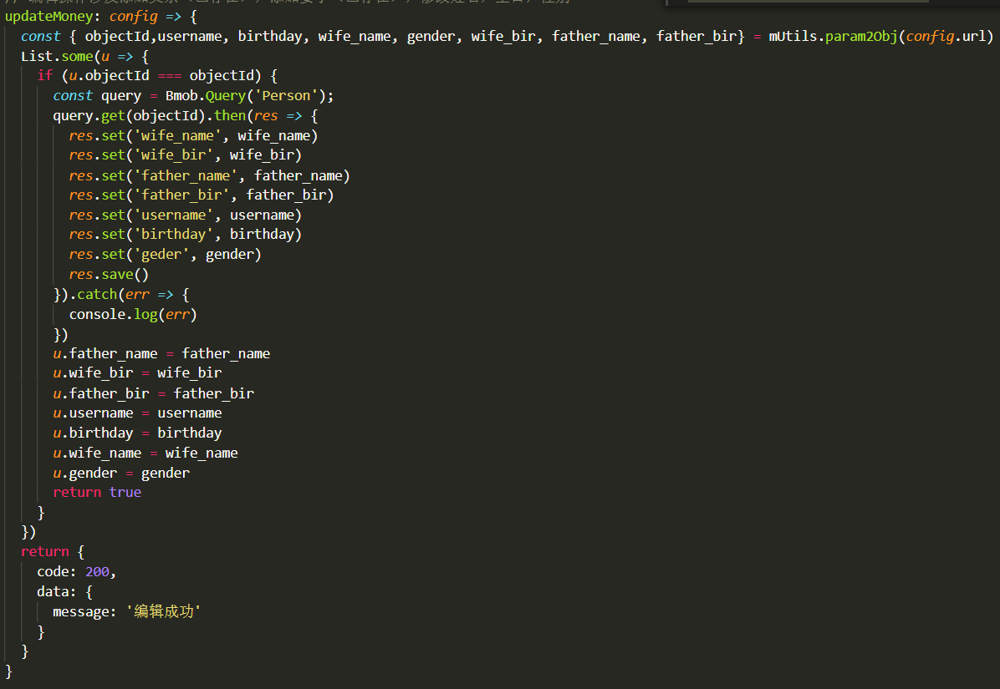 updateMoney: config => {
const { objectId,username, birthday, wife_name, gender, wife_bir, father_name, father_bir} = mUtils.param2Obj(config.url)
List.some(u => {
if (u.objectId === objectId) {
const query = Bmob.Query('Person');
query.get(objectId).then(res => {
res.set('wife_name', wife_name)
res.set('wife_bir', wife_bir)
res.set('father_name', father_name)
res.set('father_bir', father_bir)
res.set('username', username)
res.set('birthday', birthday)
res.set('geder', gender)
res.save()
}).catch(err => {
console.log(err)
})
u.father_name = father_name
u.wife_bir = wife_bir
u.father_bir = father_bir
u.username = username
u.birthday = birthday
u.wife_name = wife_name
u.gender = gender
return true
}
})
return {
code: 200,
data: {
message: '编辑成功'
}
}
}